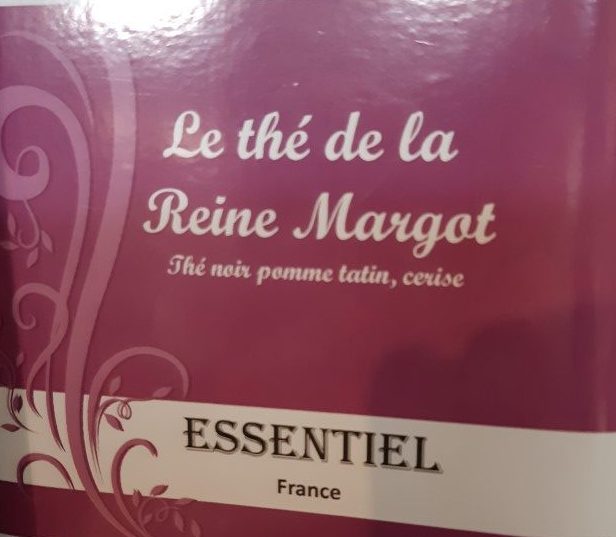 Le thé de la
Reine Margot
Thé noir pomme tatin, cerise
ESSENTIEL
France